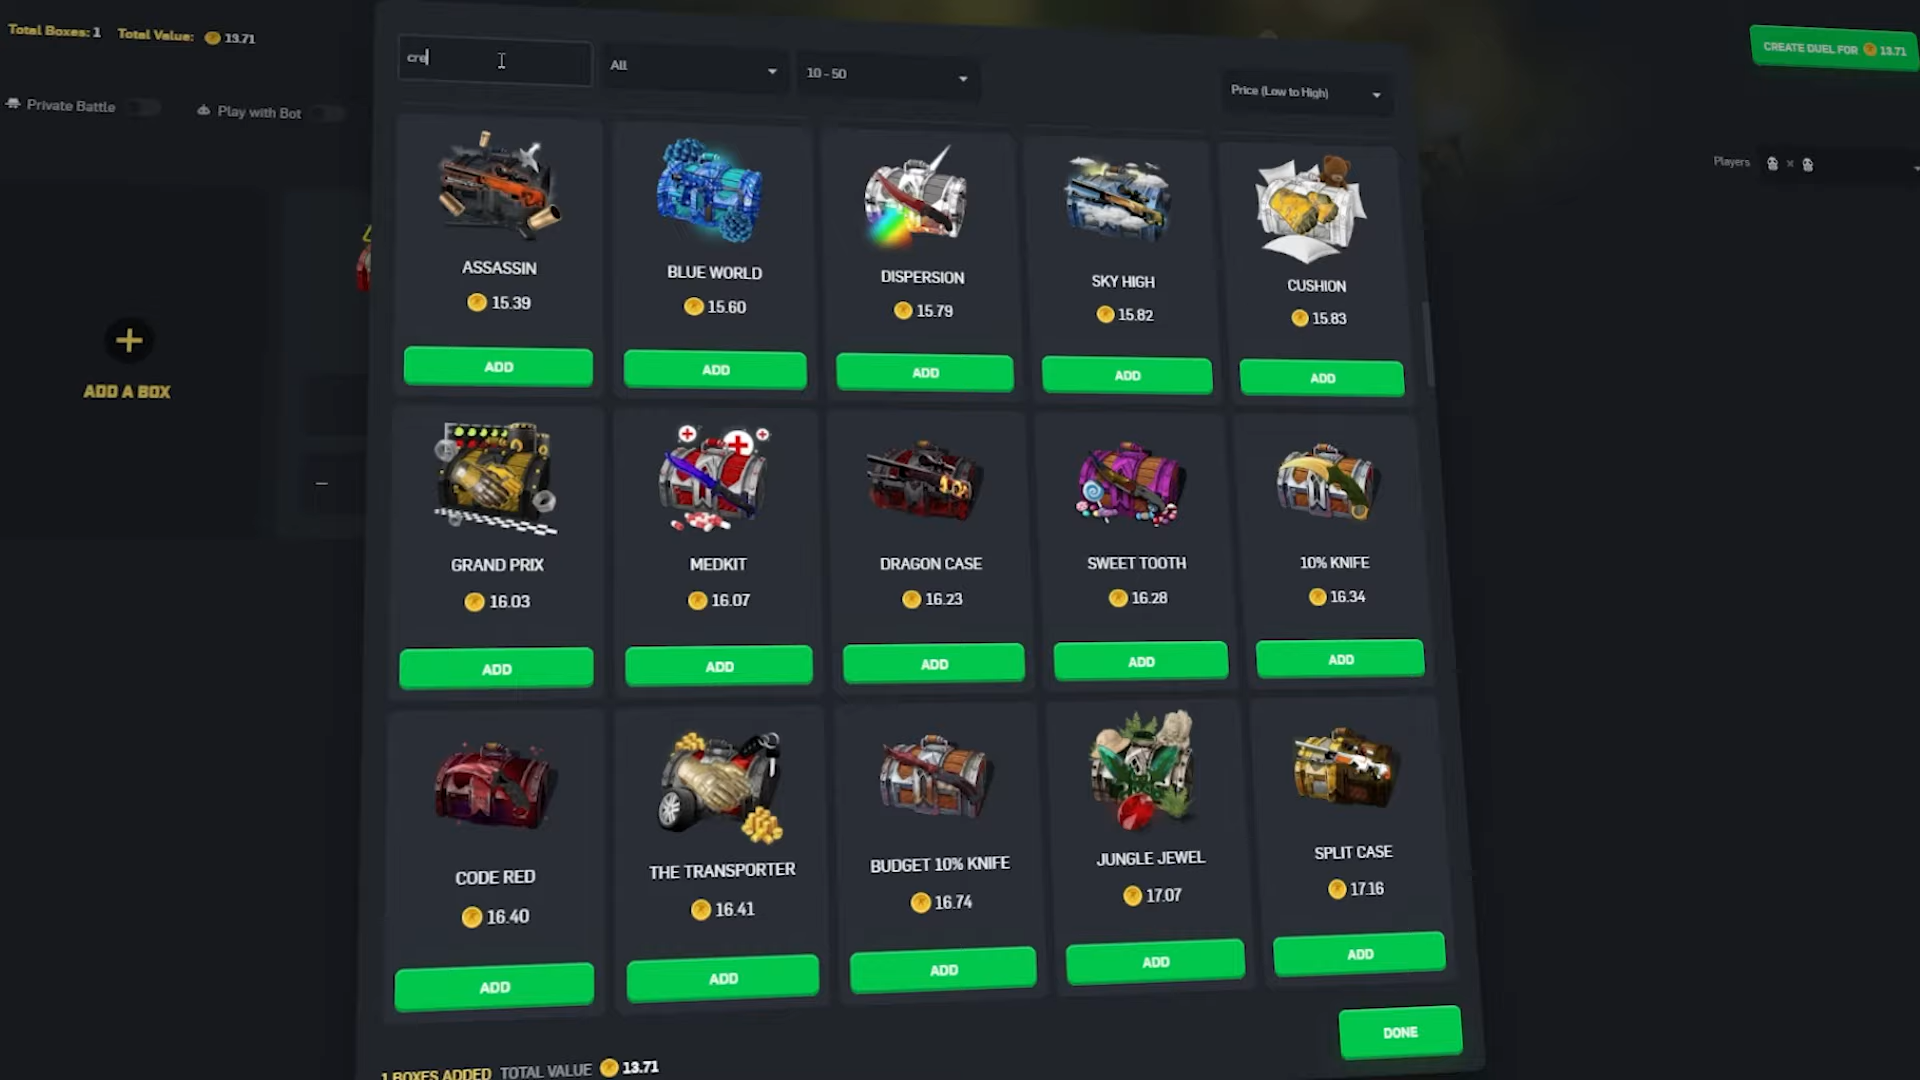 Total Boxes: 1 Total Value: 13.71
cre
All
10 - 50
Price (Low to High)
CREATE DUEL FOR 13.71
Private Battle
Play with Bot
Players
×
ADD A BOX
ASSASSIN
15.39
ADD
BLUE WORLD
15.60
ADD
DISPERSION
15.79
ADD
SKY HIGH
15.82
ADD
CUSHION
15.83
ADD
GRAND PRIX
16.03
ADD
MEDKIT
16.07
ADD
DRAGON CASE
16.23
ADD
SWEET TOOTH
16.28
ADD
10% KNIFE
16.34
ADD
CODE RED
16.40
ADD
THE TRANSPORTER
16.41
ADD
BUDGET 10% KNIFE
16.74
ADD
JUNGLE JEWEL
17.07
ADD
SPLIT CASE
17.16
ADD
DONE
1 BOXES ADDED TOTAL VALUE 13.71